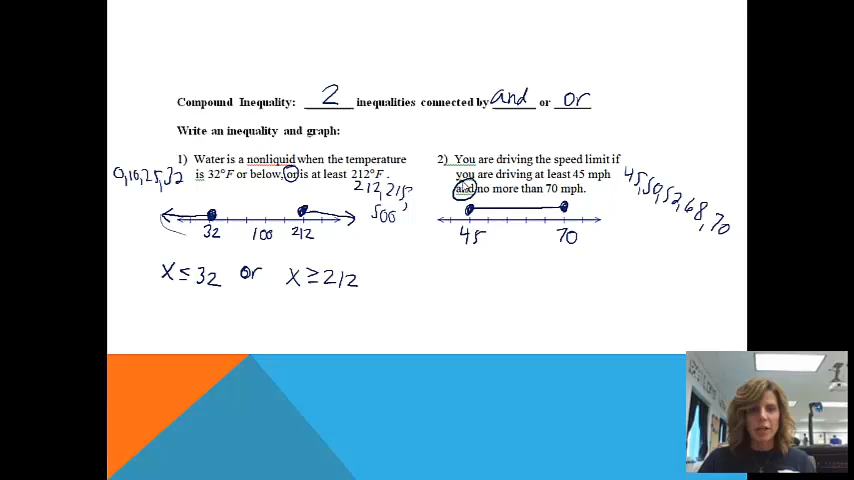 Compound Inequality: 2 inequalities connected by and or or
Write an inequality and graph:
1) Water is a nonliquid when the temperature
is 32°F or below, or is at least 212°F.
0, 10, 25, 32
212, 215,
500
32 100 212
x ≤ 32 or x ≥ 212
2) You are driving the speed limit if
you are driving at least 45 mph
and no more than 70 mph.
45, 50, 52, 68, 70
45 70